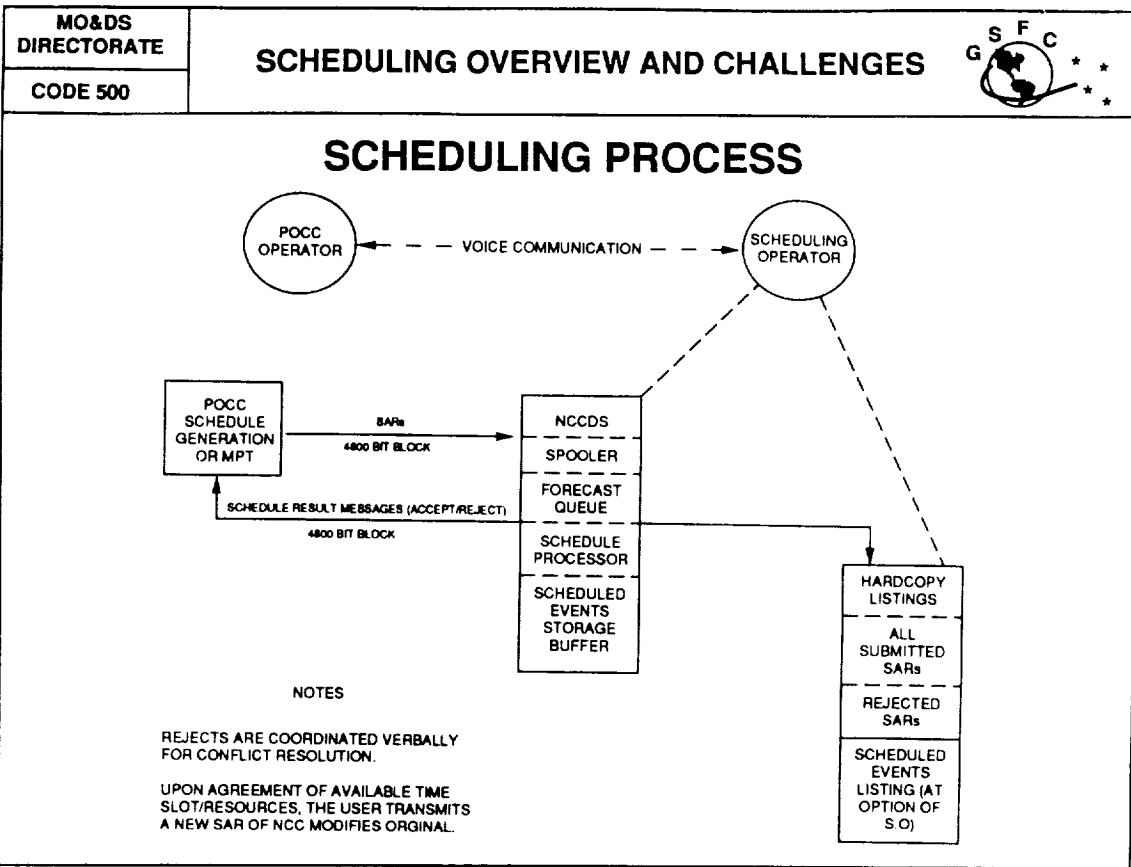 MO&DS
DIRECTORATE
CODE 500
SCHEDULING OVERVIEW AND CHALLENGES
G S F C
SCHEDULING PROCESS
POCC
OPERATOR
VOICE COMMUNICATION
SCHEDULING
OPERATOR
POCC
SCHEDULE
GENERATION
OR MPT
SARs
4800 BIT BLOCK
SCHEDULE RESULT MESSAGES (ACCEPT/REJECT)
4800 BIT BLOCK
NCCDS
SPOOLER
FORECAST
QUEUE
SCHEDULE
PROCESSOR
SCHEDULED
EVENTS
STORAGE
BUFFER
HARDCOPY
LISTINGS
ALL
SUBMITTED
SARs
REJECTED
SARs
SCHEDULED
EVENTS
LISTING (AT
OPTION OF
S.O)
NOTES
REJECTS ARE COORDINATED VERBALLY
FOR CONFLICT RESOLUTION.
UPON AGREEMENT OF AVAILABLE TIME
SLOT/RESOURCES, THE USER TRANSMITS
A NEW SAR OF NCC MODIFIES ORGINAL.